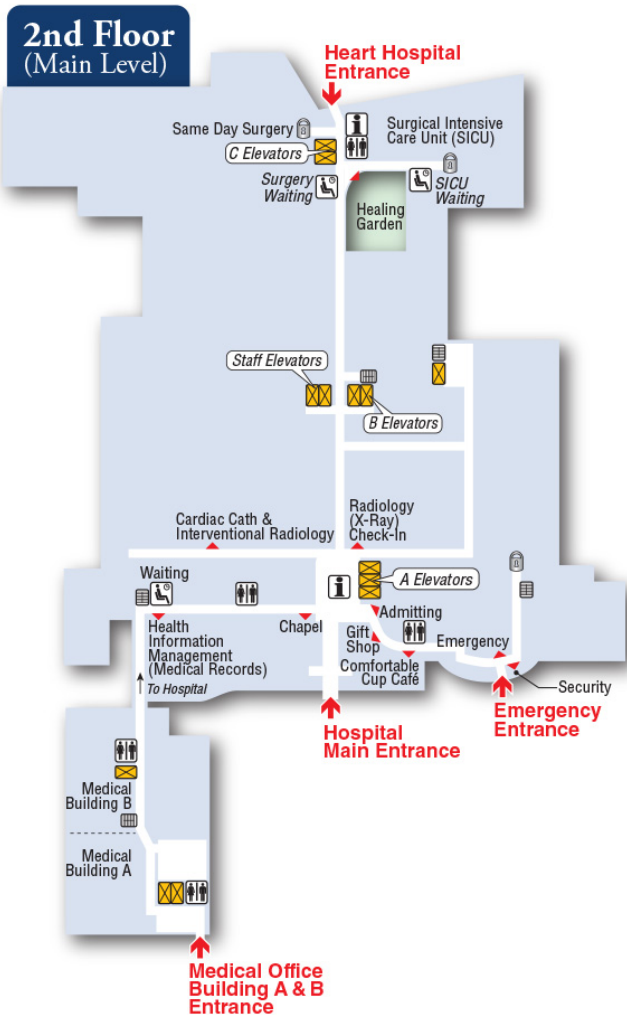 2nd Floor
(Main Level)
Heart Hospital
Entrance
Same Day Surgery
Surgical Intensive
Care Unit (SICU)
C Elevators
Surgery
Waiting
SICU
Waiting
Healing
Garden
Staff Elevators
B Elevators
Cardiac Cath &
Interventional Radiology
Radiology
(X-Ray)
Check-In
Waiting
A Elevators
Health
Information
Management
(Medical Records)
Chapel
Admitting
Gift
Shop
Comfortable
Cup Café
Emergency
Security
To Hospital
Hospital
Main Entrance
Emergency
Entrance
Medical
Building B
Medical
Building A
Medical Office
Building A & B
Entrance